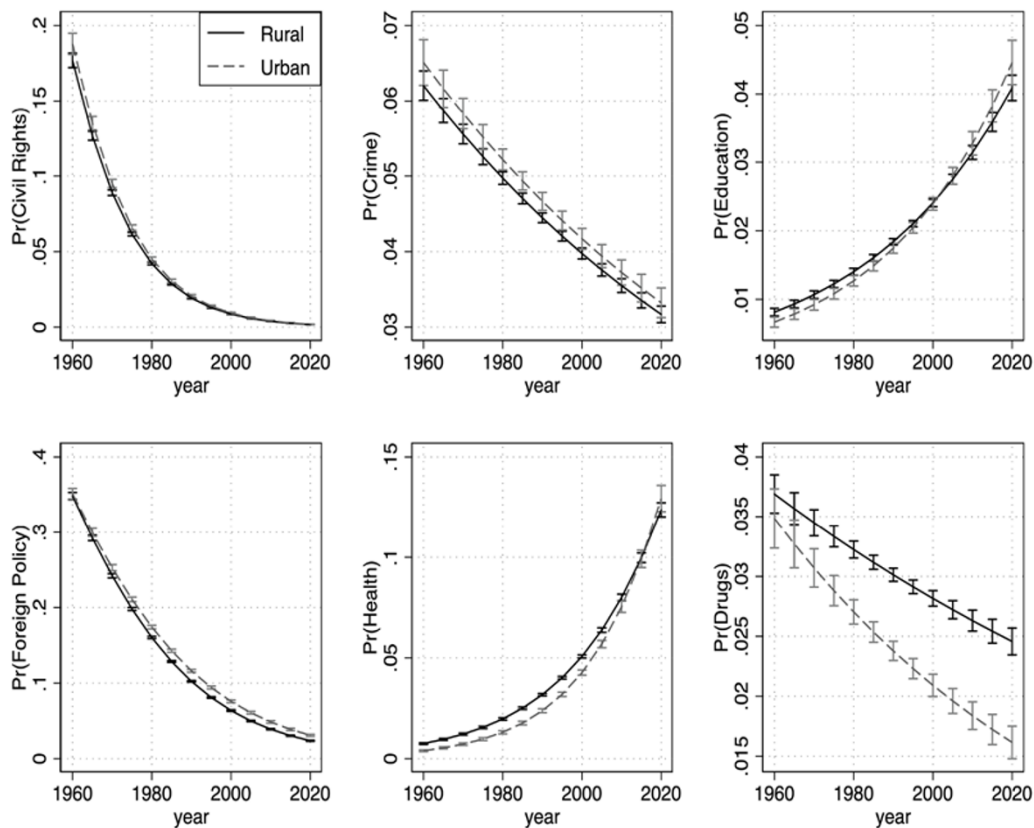 Pr(Civil Rights)
.2
.15
.1
.05
0
Rural
Urban
1960 1980 2000 2020
year
Pr(Crime)
.07
.06
.05
.04
.03
1960 1980 2000 2020
year
Pr(Education)
.05
.04
.03
.02
.01
1960 1980 2000 2020
year
Pr(Foreign Policy)
.4
.3
.2
.1
0
1960 1980 2000 2020
year
Pr(Health)
.15
.1
.05
0
1960 1980 2000 2020
year
Pr(Drugs)
.04
.035
.03
.025
.02
.015
1960 1980 2000 2020
year